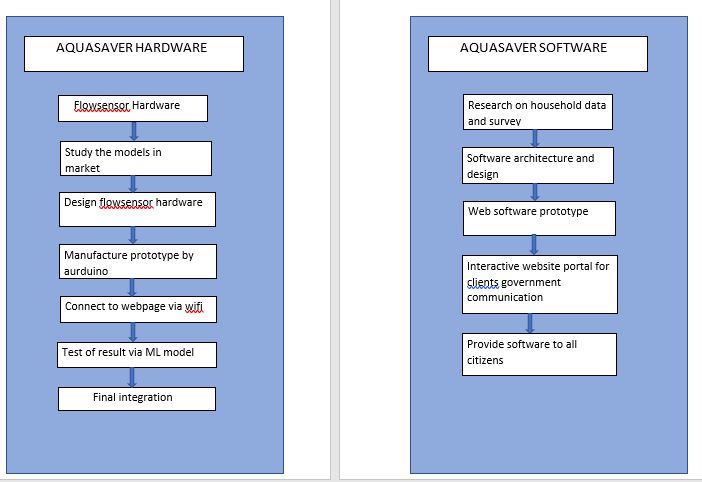 AQUASAVER HARDWARE
Flowsensor Hardware
Study the models in
market
Design flowsensor hardware
Manufacture prototype by
aurduino
Connect to webpage via wifi
Test of result via ML model
Final integration
AQUASAVER SOFTWARE
Research on household data
and survey
Software architecture and
design
Web software prototype
Interactive website portal for
clients government
communication
Provide software to all
citizens